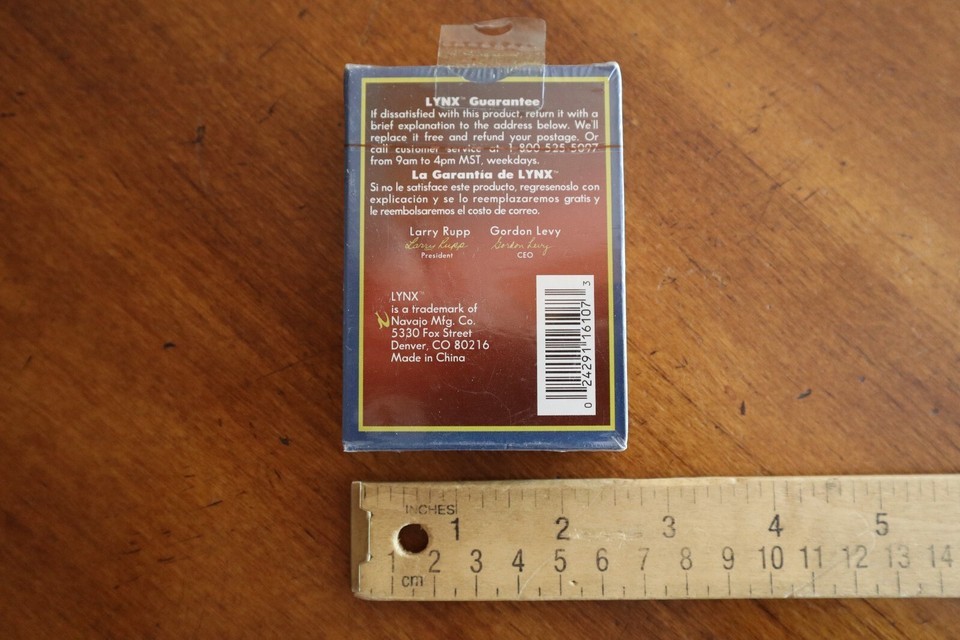 LYNX™ Guarantee
If dissatisfied with this product, return it with a
brief explanation to the address below. We'll
replace it free and refund your postage. Or
call customer service at 1-800-525-5097
from 9am to 4pm MST, weekdays.
La Garantía de LYNX™
Si no le satisface este producto, regresenoslo con
explicación y se lo reemplazaremos gratis y
le reembolsaremos el costo de correo.
Larry Rupp Gordon Levy
Larry Rupp Gordon Levy
President CEO
LYNX™
is a trademark of
N Navajo Mfg. Co.
5330 Fox Street
Denver, CO 80216
Made in China
0 24291 16107 3
INCHES
1 2 3 4 5
1 2 3 4 5 6 7 8 9 10 11 12 13 14
cm